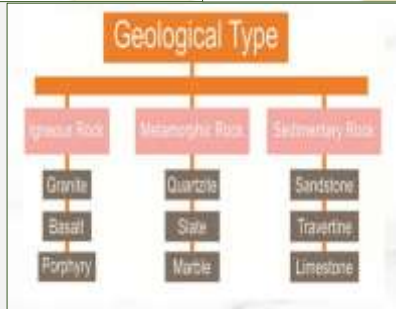 Geological Type
Igneous Rock
Metamorphic Rock
Sedimentary Rock
Granite
Quartzite
Sandstone
Basalt
Slate
Travertine
Porphyry
Marble
Limestone